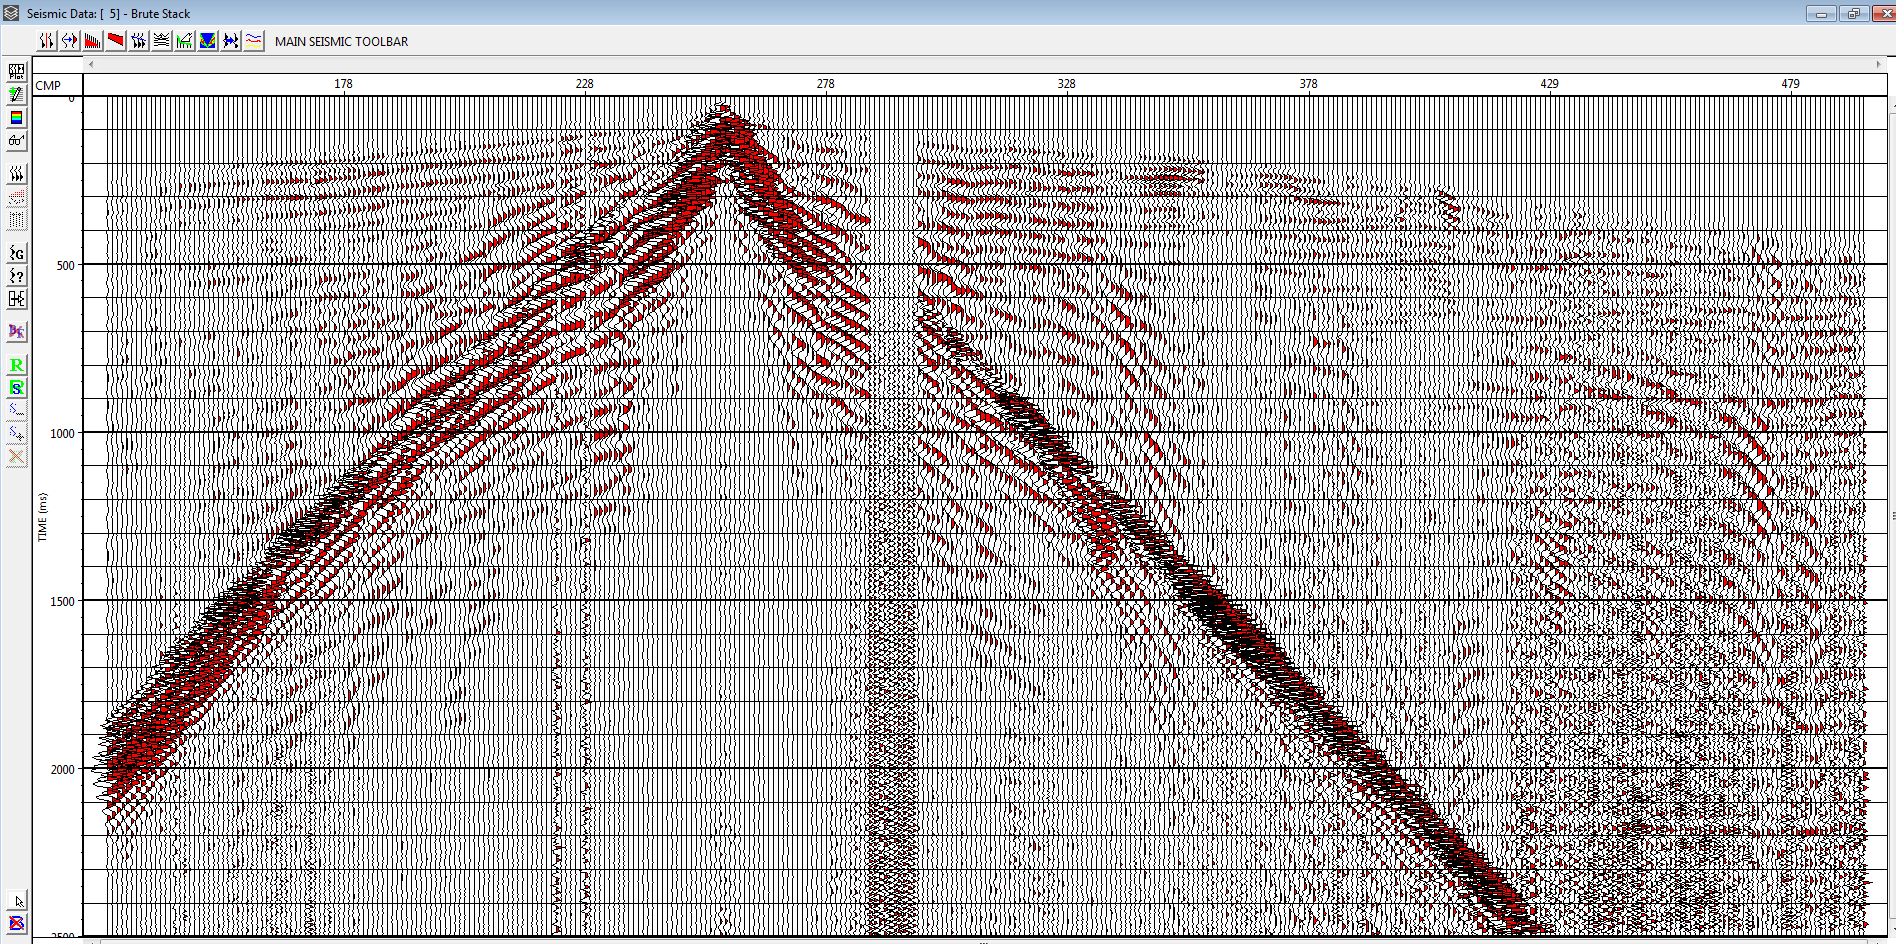 Seismic Data: [ 5] - Brute Stack
MAIN SEISMIC TOOLBAR
CMP
178 228 278 328 378 429 479
0
500
1000
TIME (ms)
1500
2000
2500
G
?
R
R
S